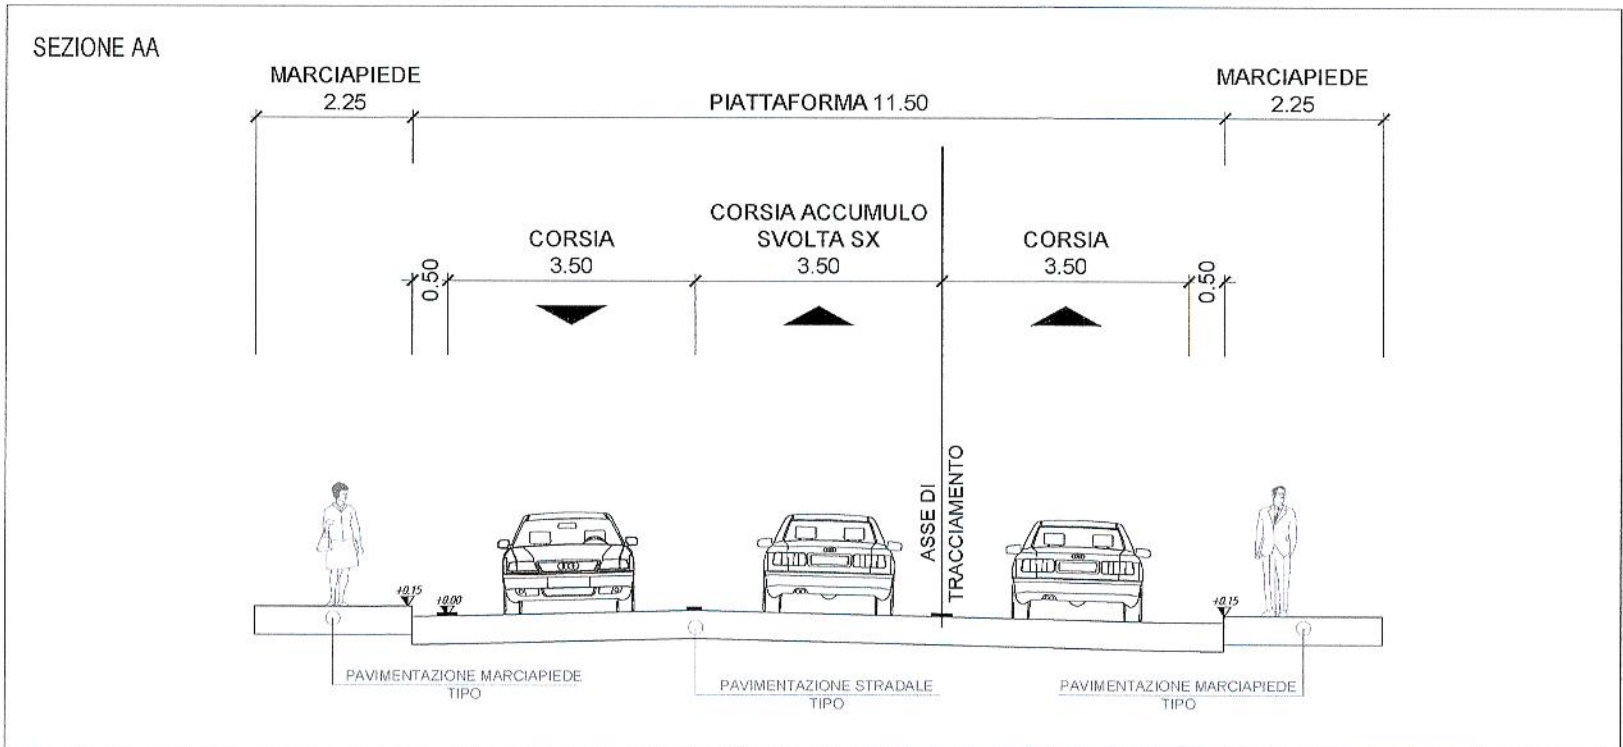 SEZIONE AA
MARCIAPIEDE
2.25
PIATTAFORMA 11.50
MARCIAPIEDE
2.25
CORSIA
3.50
CORSIA ACCUMULO
SVOLTA SX
3.50
CORSIA
3.50
0.50
0.50
ASSE DI
TRACCIAMENTO
+0.15
+0.00
+0.15
PAVIMENTAZIONE MARCIAPIEDE
TIPO
PAVIMENTAZIONE STRADALE
TIPO
PAVIMENTAZIONE MARCIAPIEDE
TIPO